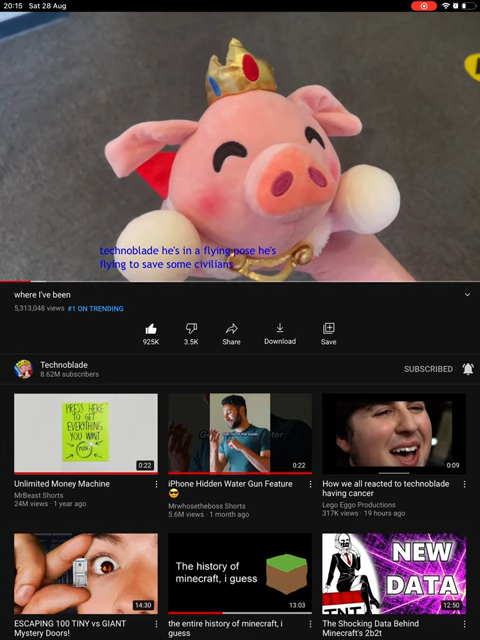 20:15 Sat 28 Aug
technoblade he's in a flying pose he's
flying to save some civilians
where I've been
5,313,048 views #1 ON TRENDING
925K 3.5K Share Download Save
Technoblade
8.62M subscribers
SUBSCRIBED
PRESS HERE
TO GET
EVERYTHING
YOU WANT
0:22
0:22
0:09
Unlimited Money Machine
MrBeast Shorts
24M views · 1 year ago
iPhone Hidden Water Gun Feature
😎
Mrwhosetheboss Shorts
5.6M views · 1 month ago
How we all reacted to technoblade
having cancer
Lego Eggo Productions
317K views · 19 hours ago
14:30
The history of
minecraft, i guess
13:03
NEW
DATA
TNT
12:50
ESCAPING 100 TINY vs GIANT
Mystery Doors!
the entire history of minecraft, i
guess
The Shocking Data Behind
Minecraft's 2b2t